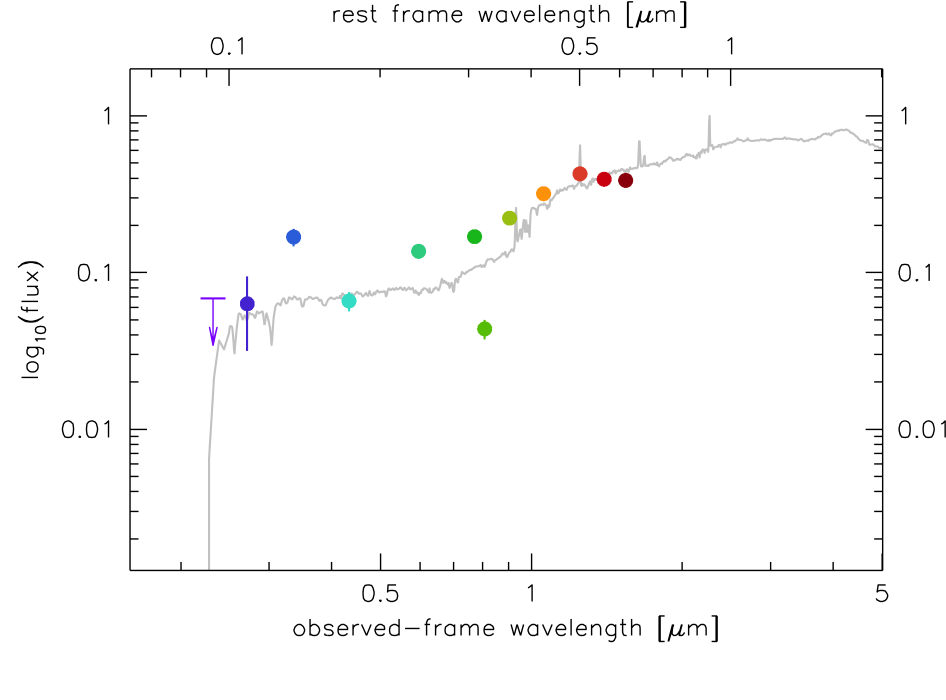 rest frame wavelength [μm]
0.1 0.5 1
1 1
0.1 0.1
0.01 0.01
log10(flux)
0.5 1 5
observed-frame wavelength [μm]